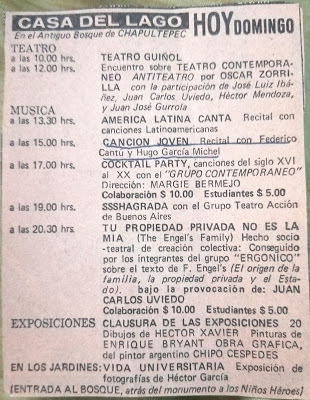 CASA DEL LAGO HOY DOMINGO
En el Antiguo Bosque de CHAPULTEPEC
TEATRO
a las 10.00 hrs. TEATRO GUIÑOL
a las 12.00 hrs. Encuentro sobre TEATRO CONTEMPORA-
NEO ANTITEATRO por OSCAR ZORRI-
LLA con la participación de José Luiz Ibá-
ñez, Juan Carlos Uviedo, Héctor Mendoza,
y Juan José Gurrola
MUSICA
a las 13.30 hrs. AMERICA LATINA CANTA Recital con
canciones Latinoamericanas
a las 15.00 hrs. CANCION JOVEN Recital con Federico
Cantú y Hugo García Michel
a las 17.00 hrs. COCKTAIL PARTY, canciones del siglo XVI
al XX con el "GRUPO CONTEMPORANEO"
Dirección: MARGIE BERMEJO
Colaboración $ 10.00 Estudiantes $ 5.00
a las 19.00 hrs. SSSHAGRADA con el Grupo Teatro Acción
de Buenos Aires
a las 20.30 hrs. TU PROPIEDAD PRIVADA NO ES LA
MIA (The Engel's Family) Hecho socio
-teatral de creación colectiva: Conseguido
por los integrantes del grupo "ERGONICO"
sobre el texto de F. Engel's (El origen de la
familia, la propiedad privada y el Esta-
do). bajo la provocación de: JUAN
CARLOS UVIEDO
Colaboración $ 10.00 Estudiantes $ 5.00
EXPOSICIONES CLAUSURA DE LAS EXPOSICIONES 20
Dibujos de HECTOR XAVIER Pinturas de
ENRIQUE BRYANT OBRA GRAFICA,
del pintor argentino CHIPO CESPEDES
EN LOS JARDINES: VIDA UNIVERSITARIA Exposición de
fotografías de Héctor García
(ENTRADA AL BOSQUE, atrás del monumento a los Niños Héroes)